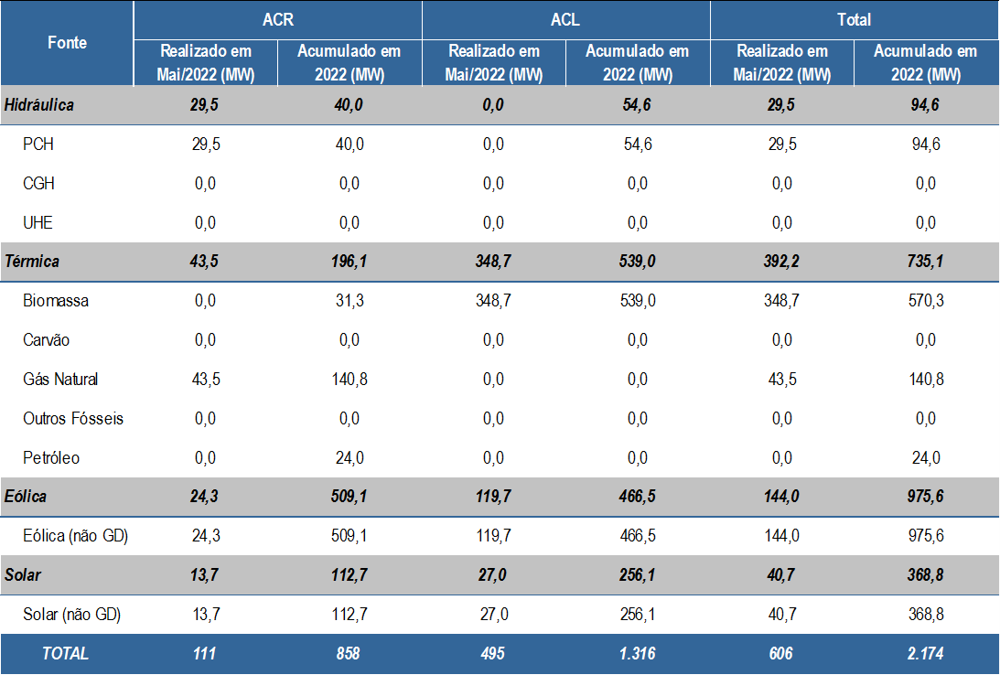 Fonte ACR ACL Total
Realizado em Mai/2022 (MW) Acumulado em 2022 (MW) Realizado em Mai/2022 (MW) Acumulado em 2022 (MW) Realizado em Mai/2022 (MW) Acumulado em 2022 (MW)
Hidráulica 29,5 40,0 0,0 54,6 29,5 94,6
PCH 29,5 40,0 0,0 54,6 29,5 94,6
CGH 0,0 0,0 0,0 0,0 0,0 0,0
UHE 0,0 0,0 0,0 0,0 0,0 0,0
Térmica 43,5 196,1 348,7 539,0 392,2 735,1
Biomassa 0,0 31,3 348,7 539,0 348,7 570,3
Carvão 0,0 0,0 0,0 0,0 0,0 0,0
Gás Natural 43,5 140,8 0,0 0,0 43,5 140,8
Outros Fósseis 0,0 0,0 0,0 0,0 0,0 0,0
Petróleo 0,0 24,0 0,0 0,0 0,0 24,0
Eólica 24,3 509,1 119,7 466,5 144,0 975,6
Eólica (não GD) 24,3 509,1 119,7 466,5 144,0 975,6
Solar 13,7 112,7 27,0 256,1 40,7 368,8
Solar (não GD) 13,7 112,7 27,0 256,1 40,7 368,8
TOTAL 111 858 495 1.316 606 2.174